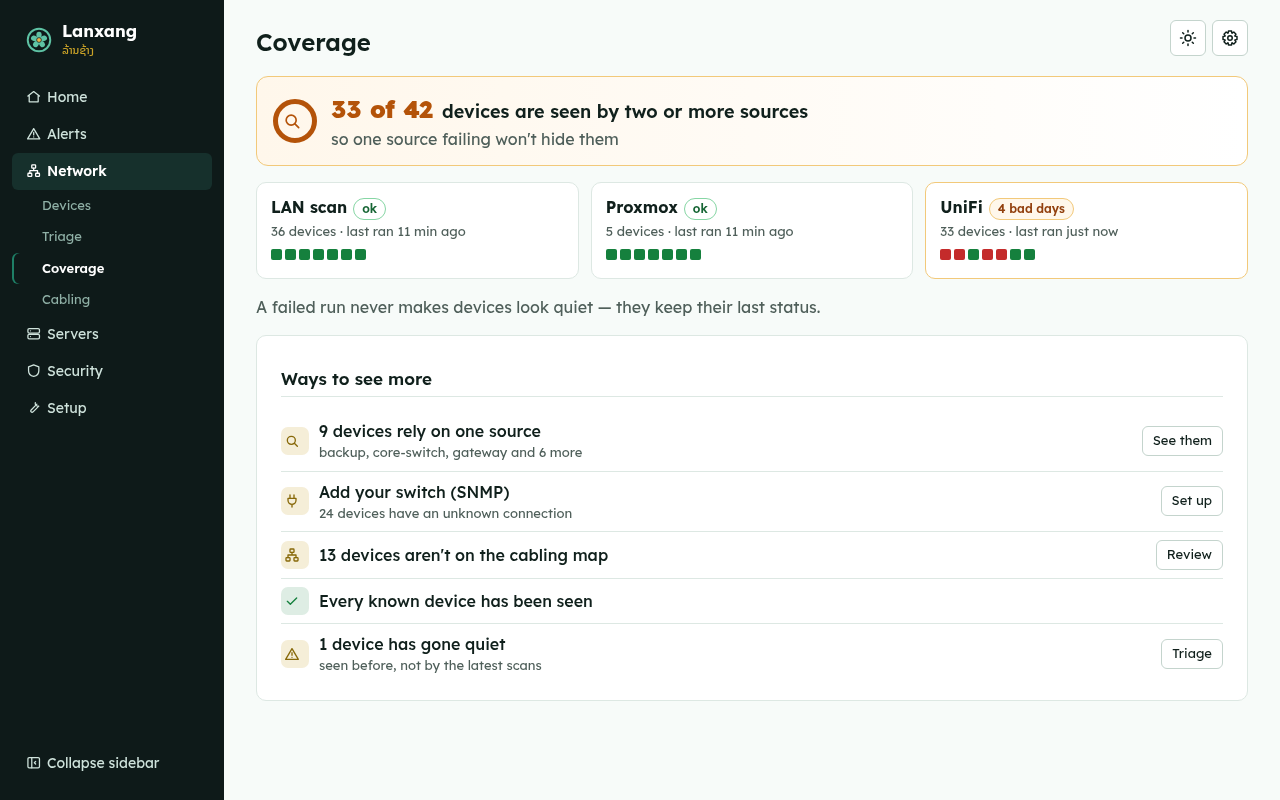 Lanxang
ລ້ານຊ້າງ
Home
Alerts
Network
Devices
Triage
Coverage
Cabling
Servers
Security
Setup
Collapse sidebar
Coverage
33 of 42 devices are seen by two or more sources
so one source failing won't hide them
LAN scan ok
36 devices · last ran 11 min ago
Proxmox ok
5 devices · last ran 11 min ago
UniFi 4 bad days
33 devices · last ran just now
A failed run never makes devices look quiet — they keep their last status.
Ways to see more
9 devices rely on one source
backup, core-switch, gateway and 6 more
See them
Add your switch (SNMP)
24 devices have an unknown connection
Set up
13 devices aren't on the cabling map
Review
Every known device has been seen
1 device has gone quiet
seen before, not by the latest scans
Triage